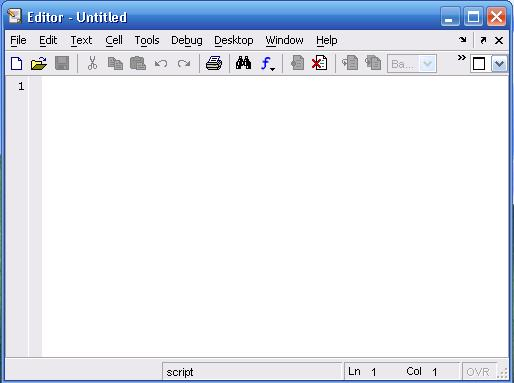 Editor - Untitled
File Edit Text Cell Tools Debug Desktop Window Help
Ba...
1
script Ln 1 Col 1 OVR